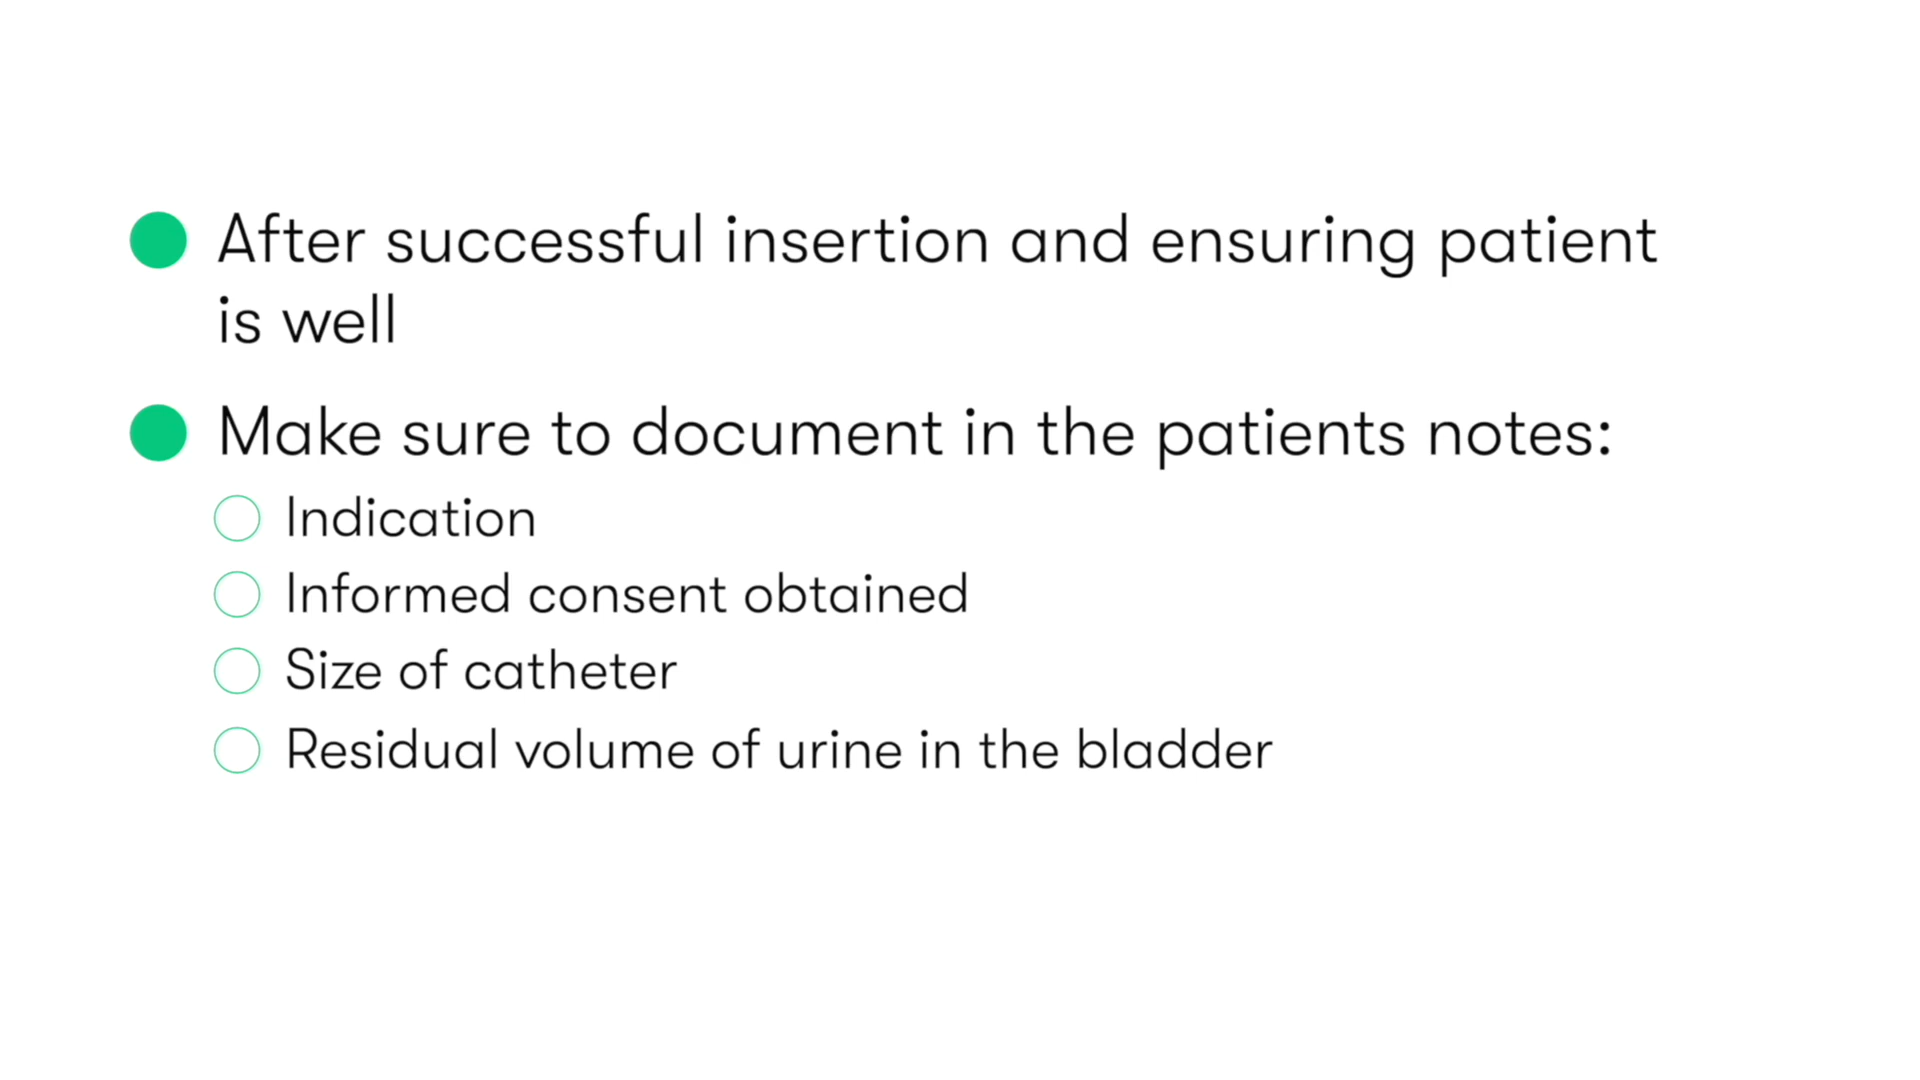 After successful insertion and ensuring patient
is well
Make sure to document in the patients notes:
Indication
Informed consent obtained
Size of catheter
Residual volume of urine in the bladder